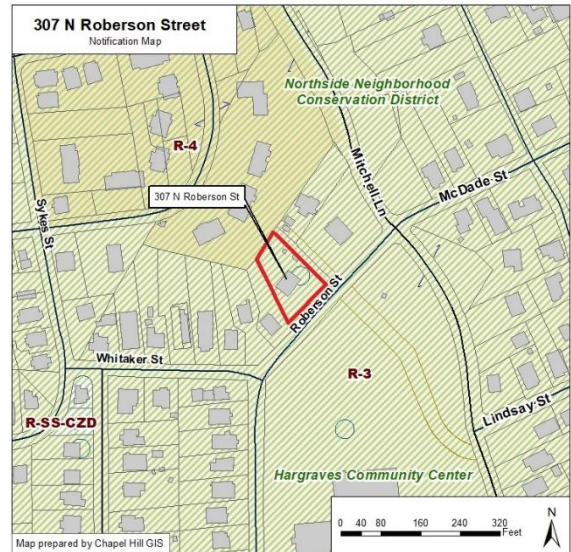 307 N Roberson Street
Notification Map
Northside Neighborhood
Conservation District
R-4
Mitchell Ln
McDade St
307 N Roberson St
Sykes St
Roberson St
Whitaker St
R-3
R-SS-CZD
Lindsay St
Hargraves Community Center
0 40 80 160 240 320
Feet
N
Map prepared by Chapel Hill GIS